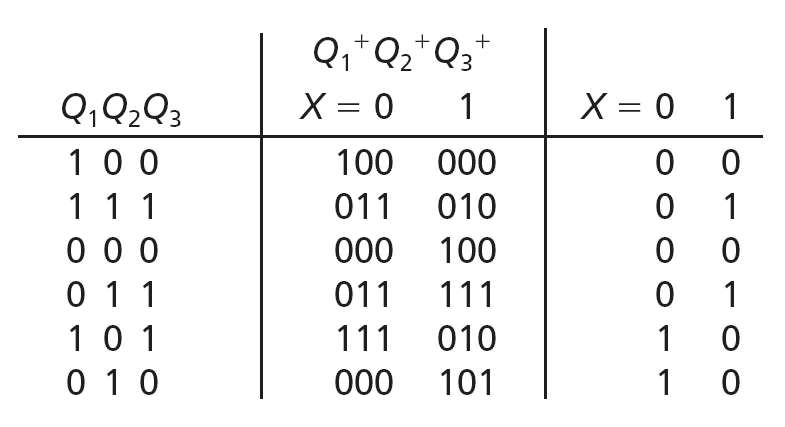 Q₁⁺Q₂⁺Q₃⁺
Q₁Q₂Q₃ X = 0 1 X = 0 1
1 0 0 100 000 0 0
1 1 1 011 010 0 1
0 0 0 000 100 0 0
0 1 1 011 111 0 1
1 0 1 111 010 1 0
0 1 0 000 101 1 0